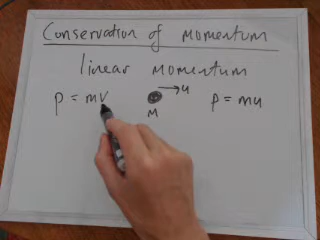 Conservation of momentum
linear momentum
p = mv
u
M
p = mu